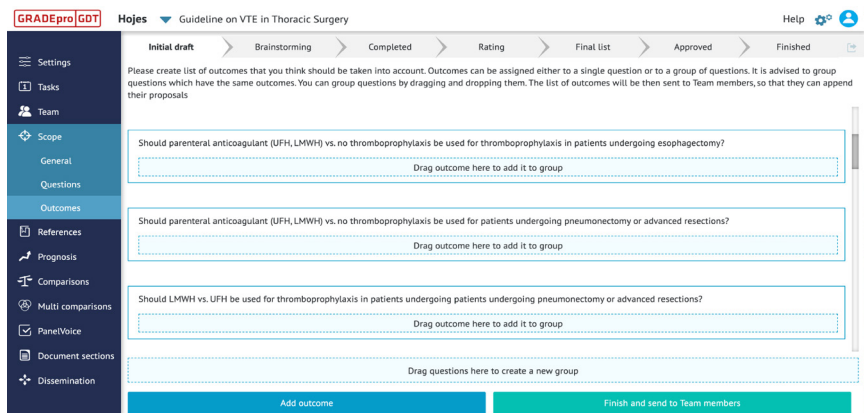 GRADEpro GDT
Hojes Guideline on VTE in Thoracic Surgery
Help
Settings
Tasks
Team
Scope
General
Questions
Outcomes
References
Prognosis
Comparisons
Multi comparisons
PanelVoice
Document sections
Dissemination
Initial draft Brainstorming Completed Rating Final list Approved Finished
Please create list of outcomes that you think should be taken into account. Outcomes can be assigned either to a single question or to a group of questions. It is advised to group
questions which have the same outcomes. You can group questions by dragging and dropping them. The list of outcomes will be then sent to Team members, so that they can append
their proposals
Should parenteral anticoagulant (UFH, LMWH) vs. no thromboprophylaxis be used for thromboprophylaxis in patients undergoing esophagectomy?
Drag outcome here to add it to group
Should parenteral anticoagulant (UFH, LMWH) vs. no thromboprophylaxis be used for patients undergoing pneumonectomy or advanced resections?
Drag outcome here to add it to group
Should LMWH vs. UFH be used for thromboprophylaxis in patients undergoing patients undergoing pneumonectomy or advanced resections?
Drag outcome here to add it to group
Drag questions here to create a new group
Add outcome Finish and send to Team members